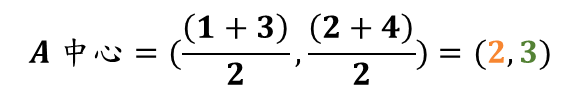 A 中心 = ((1 + 3)/2, (2 + 4)/2) = (2, 3)